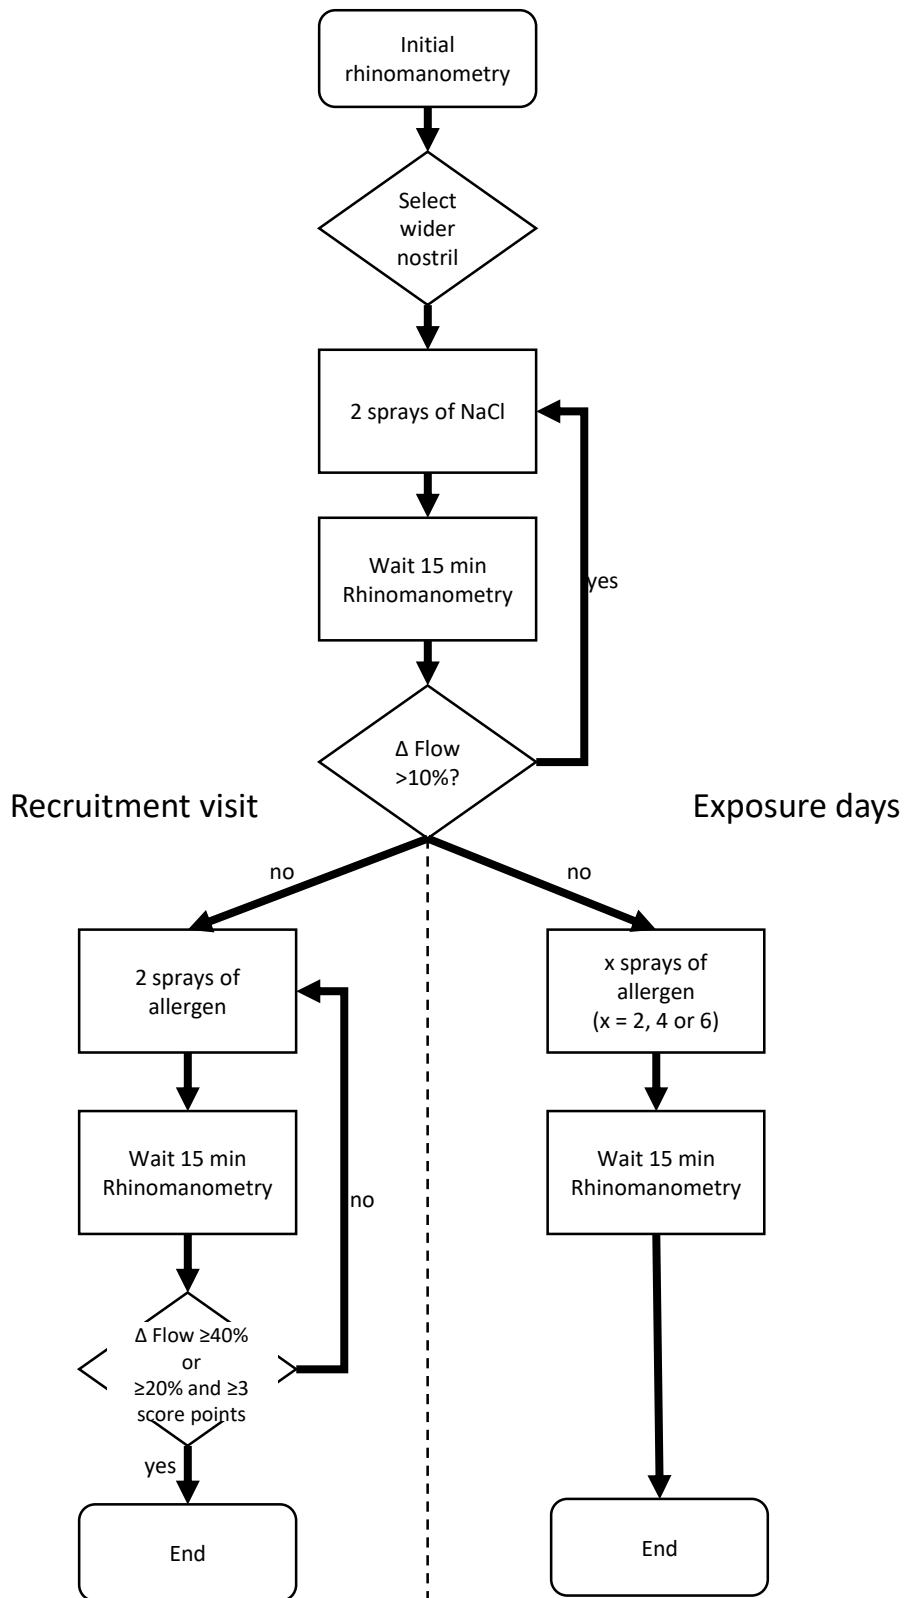 Initial
rhinomanometry
Select
wider
nostril
2 sprays of NaCl
Wait 15 min
Rhinomanometry
yes
Δ Flow
>10%?
Recruitment visit
Exposure days
no
no
2 sprays of
allergen
x sprays of
allergen
(x = 2, 4 or 6)
Wait 15 min
Rhinomanometry
no
Wait 15 min
Rhinomanometry
Δ Flow ≥40%
or
≥20% and ≥3
score points
yes
End
End